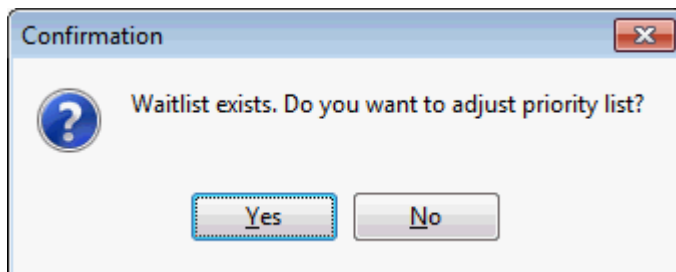 Confirmation
Waitlist exists. Do you want to adjust priority list?
Yes
No